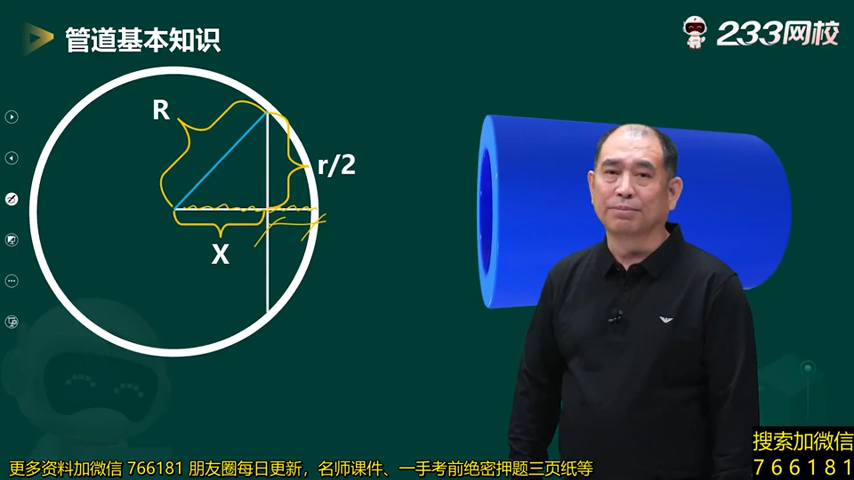 管道基本知识
233网校
R
r/2
X
搜索加微信
766181
更多资料加微信 766181 朋友圈每日更新，名师课件、一手考前绝密押题三页纸等